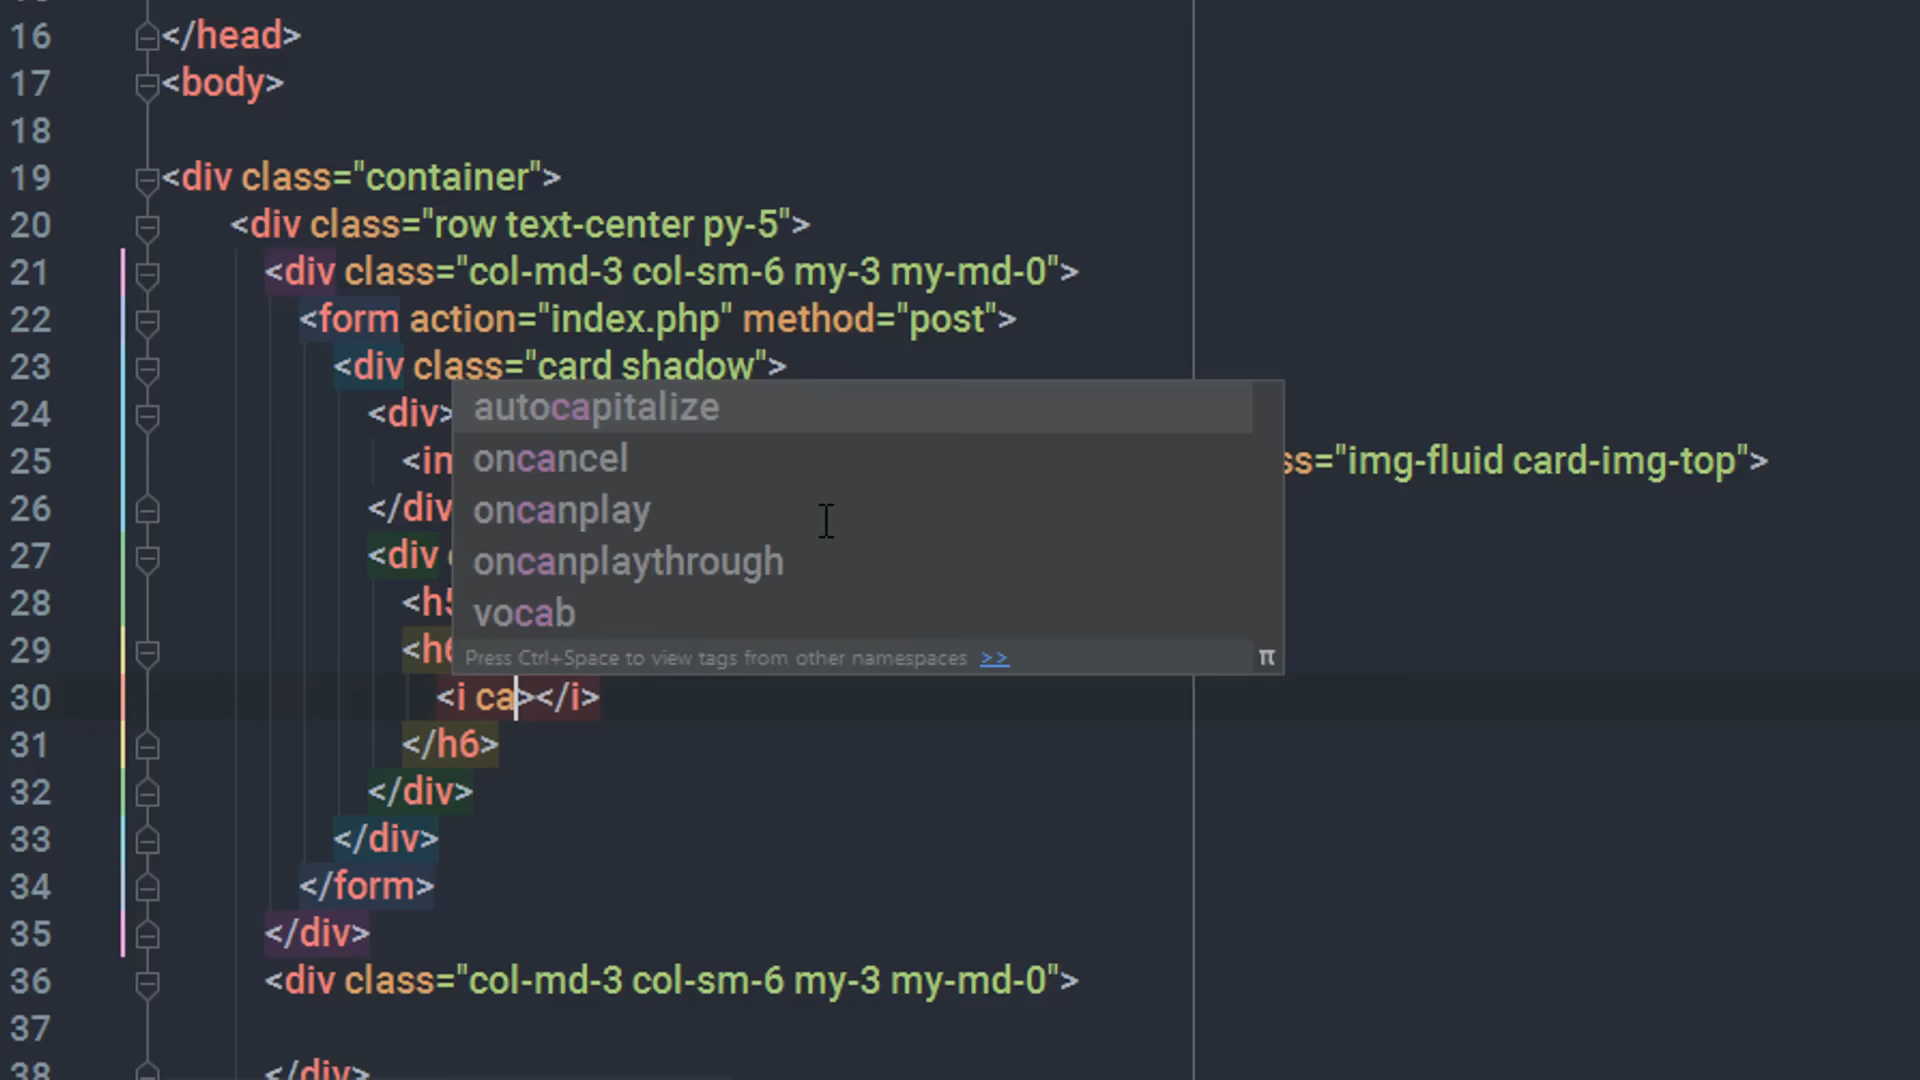 16 </head>
17 <body>
18
19 <div class="container">
20 <div class="row text-center py-5">
21 <div class="col-md-3 col-sm-6 my-3 my-md-0">
22 <form action="index.php" method="post">
23 <div class="card shadow">
24 <div>
25 <im ss="img-fluid card-img-top">
26 </div
27 <div
28 <h5
29 <h6
autocapitalize
oncancel
oncanplay
oncanplaythrough
vocab
Press Ctrl+Space to view tags from other namespaces >> π
30 <i ca></i>
31 </h6>
32 </div>
33 </div>
34 </form>
35 </div>
36 <div class="col-md-3 col-sm-6 my-3 my-md-0">
37
38 </div>